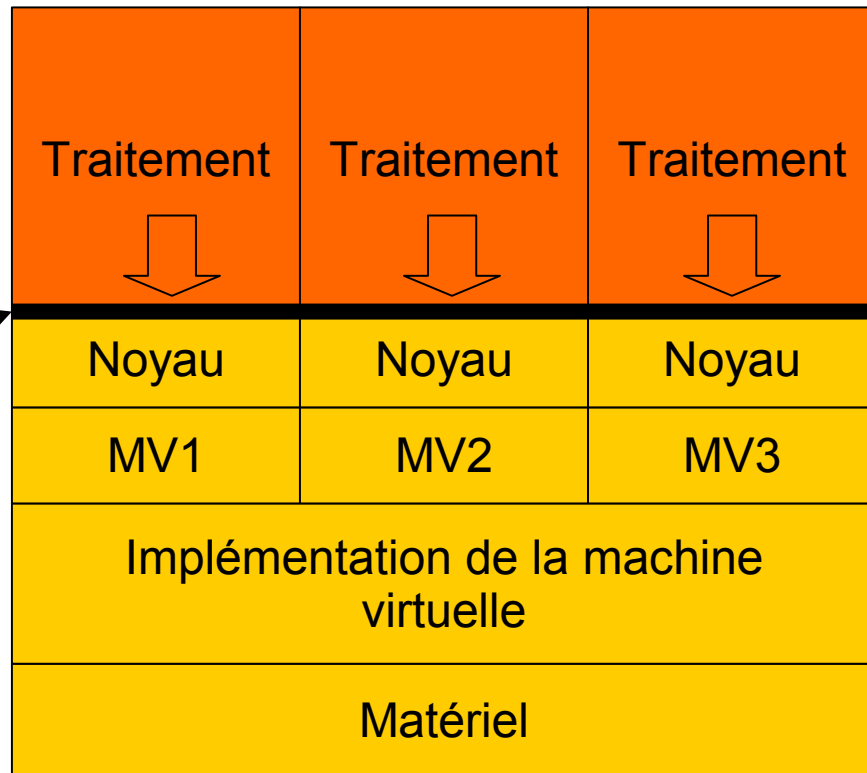 Traitement Traitement Traitement
Noyau Noyau Noyau
MV1 MV2 MV3
Implémentation de la machine
virtuelle
Matériel